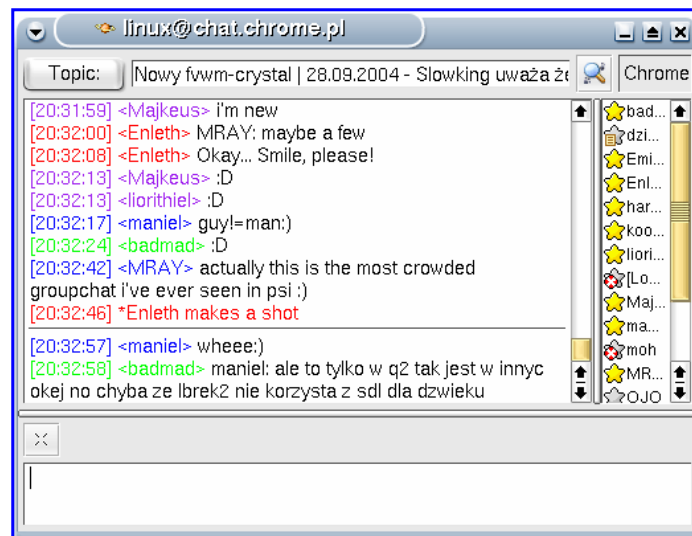 linux@chat.chrome.pl
Topic: Nowy fvwm-crystal | 28.09.2004 - Slowking uważa że Chrome
[20:31:59] <Majkeus> i'm new
[20:32:00] <Enleth> MRAY: maybe a few
[20:32:08] <Enleth> Okay... Smile, please!
[20:32:13] <Majkeus> :D
[20:32:13] <liorithiel> :D
[20:32:17] <maniel> guy!=man:)
[20:32:24] <badmad> :D
[20:32:42] <MRAY> actually this is the most crowded
groupchat i've ever seen in psi :)
[20:32:46] *Enleth makes a shot
[20:32:57] <maniel> wheee:)
[20:32:58] <badmad> maniel: ale to tylko w q2 tak jest w innyc
okej no chyba ze lbrek2 nie korzysta z sdl dla dzwieku
bad...
dzi...
Emi...
Enl...
har...
koo...
liori...
[Lo...
Maj...
ma...
moh
MR...
OJO